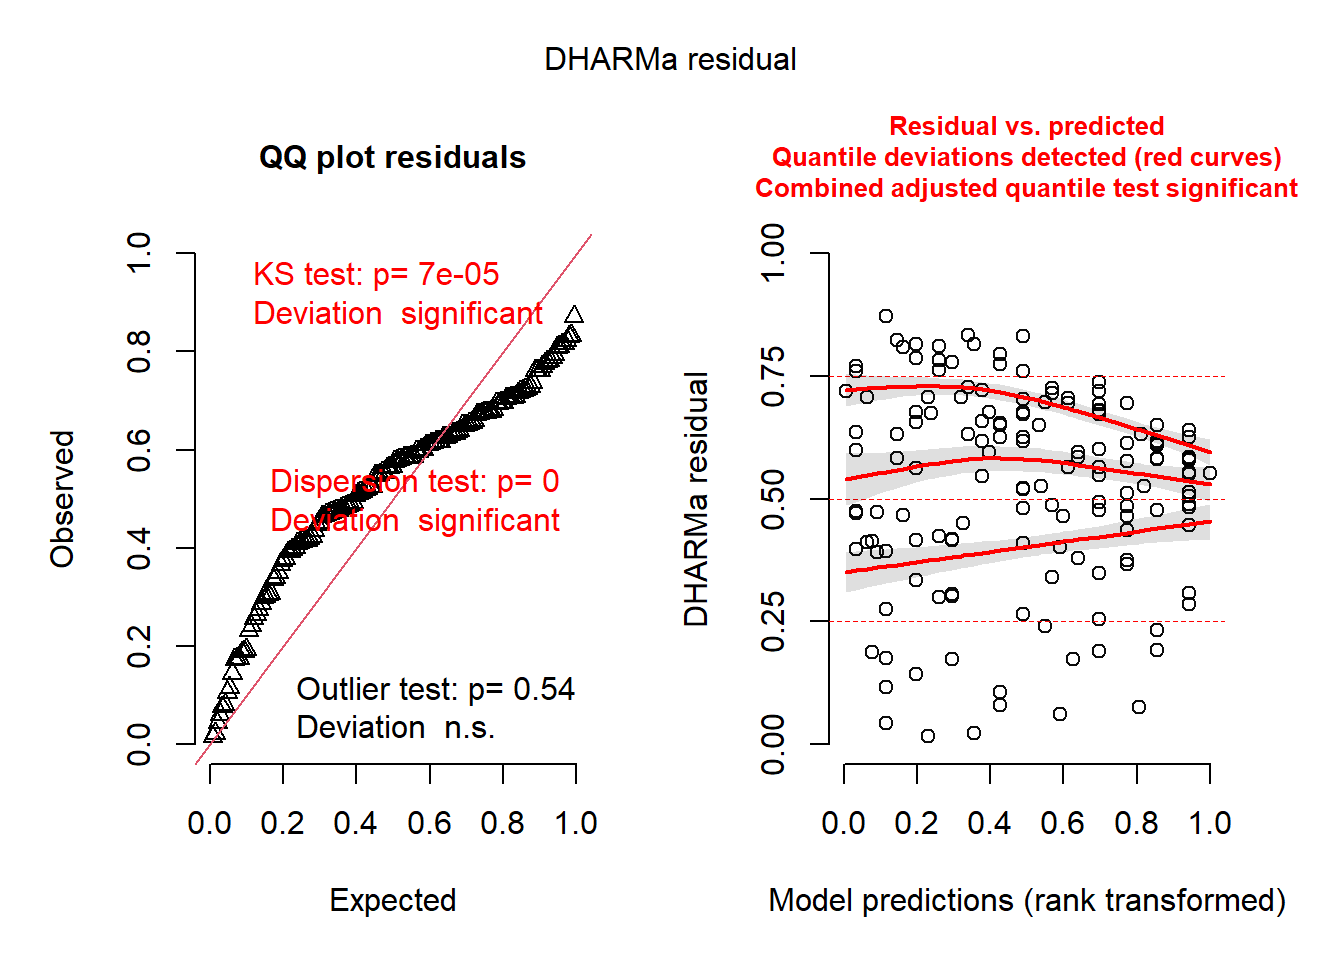 DHARMa residual
QQ plot residuals
KS test: p= 7e-05
Deviation  significant
Dispersion test: p= 0
Deviation  significant
Outlier test: p= 0.54
Deviation  n.s.
Observed
0.0 0.2 0.4 0.6 0.8 1.0
0.0 0.2 0.4 0.6 0.8 1.0
Expected
Residual vs. predicted
Quantile deviations detected (red curves)
Combined adjusted quantile test significant
DHARMa residual
0.00 0.25 0.50 0.75 1.00
0.0 0.2 0.4 0.6 0.8 1.0
Model predictions (rank transformed)